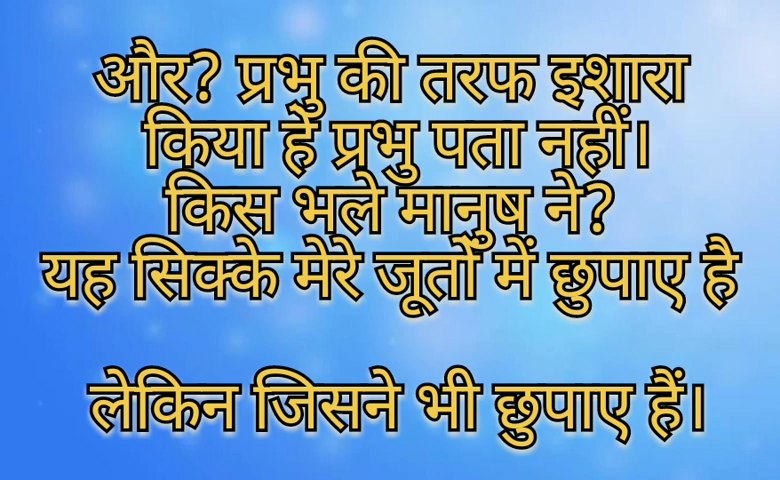 और? प्रभु की तरफ इशारा
किया हे प्रभु पता नहीं।
किस भले मानुष ने?
यह सिक्के मेरे जूतों में छुपाए है
लेकिन जिसने भी छुपाए हैं।